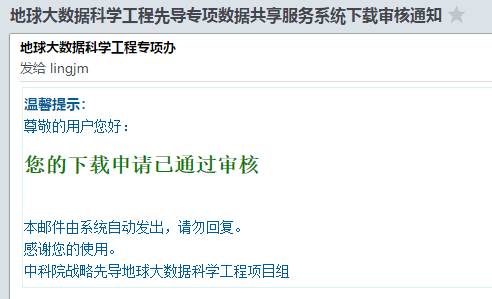 地球大数据科学工程先导专项数据共享服务系统下载审核通知
地球大数据科学工程专项办
发给 lingjm
温馨提示：
尊敬的用户您好：
您的下载申请已通过审核
本邮件由系统自动发出，请勿回复。
感谢您的使用。
中科院战略先导地球大数据科学工程项目组